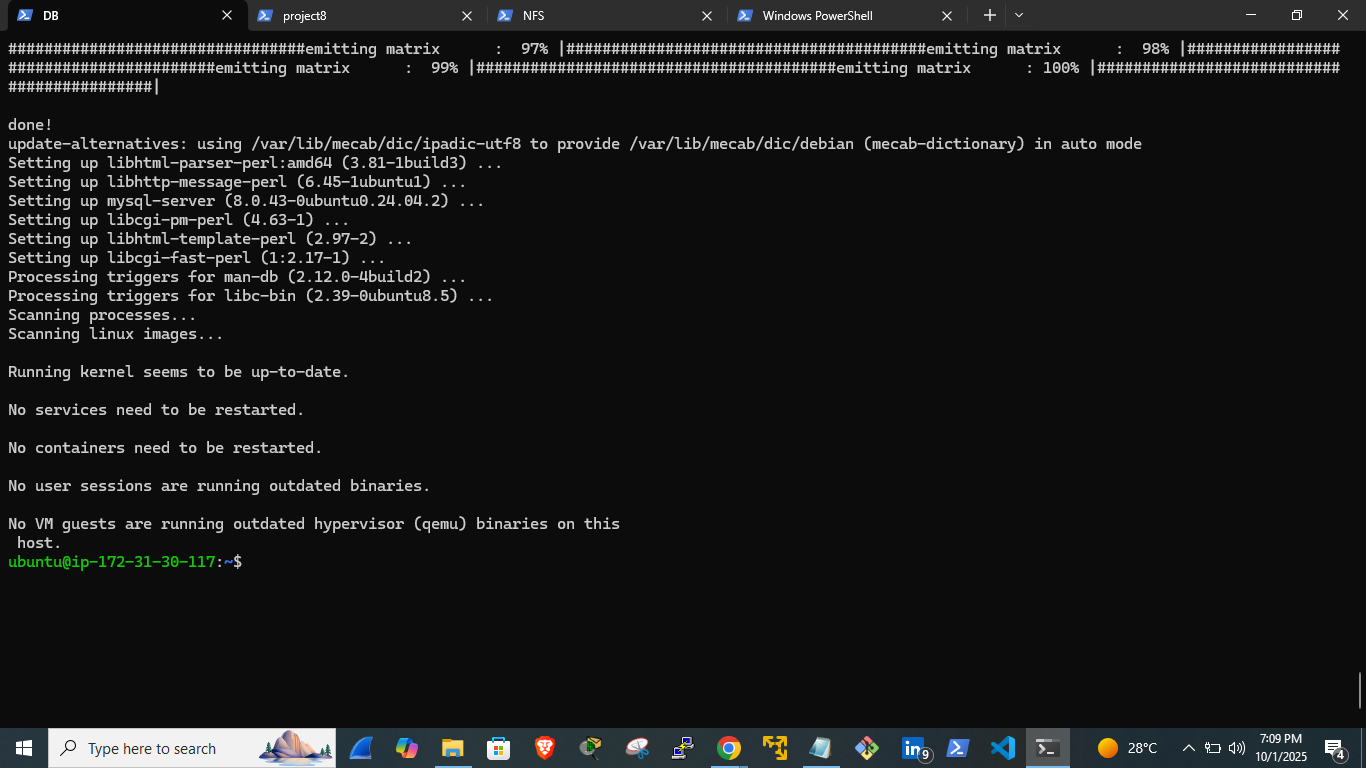 DB
project8
NFS
Windows PowerShell
#################################emitting matrix      :  97% |########################################emitting matrix      :  98% |#################
#######################emitting matrix      :  99% |########################################emitting matrix      : 100% |###########################
################|
done!
update-alternatives: using /var/lib/mecab/dic/ipadic-utf8 to provide /var/lib/mecab/dic/debian (mecab-dictionary) in auto mode
Setting up libhtml-parser-perl:amd64 (3.81-1build3) ...
Setting up libhttp-message-perl (6.45-1ubuntu1) ...
Setting up mysql-server (8.0.43-0ubuntu0.24.04.2) ...
Setting up libcgi-pm-perl (4.63-1) ...
Setting up libhtml-template-perl (2.97-2) ...
Setting up libcgi-fast-perl (1:2.17-1) ...
Processing triggers for man-db (2.12.0-4build2) ...
Processing triggers for libc-bin (2.39-0ubuntu8.5) ...
Scanning processes...
Scanning linux images...
Running kernel seems to be up-to-date.
No services need to be restarted.
No containers need to be restarted.
No user sessions are running outdated binaries.
No VM guests are running outdated hypervisor (qemu) binaries on this
 host.
ubuntu@ip-172-31-30-117:~$
Type here to search
9
28°C
7:09 PM
10/1/2025
4